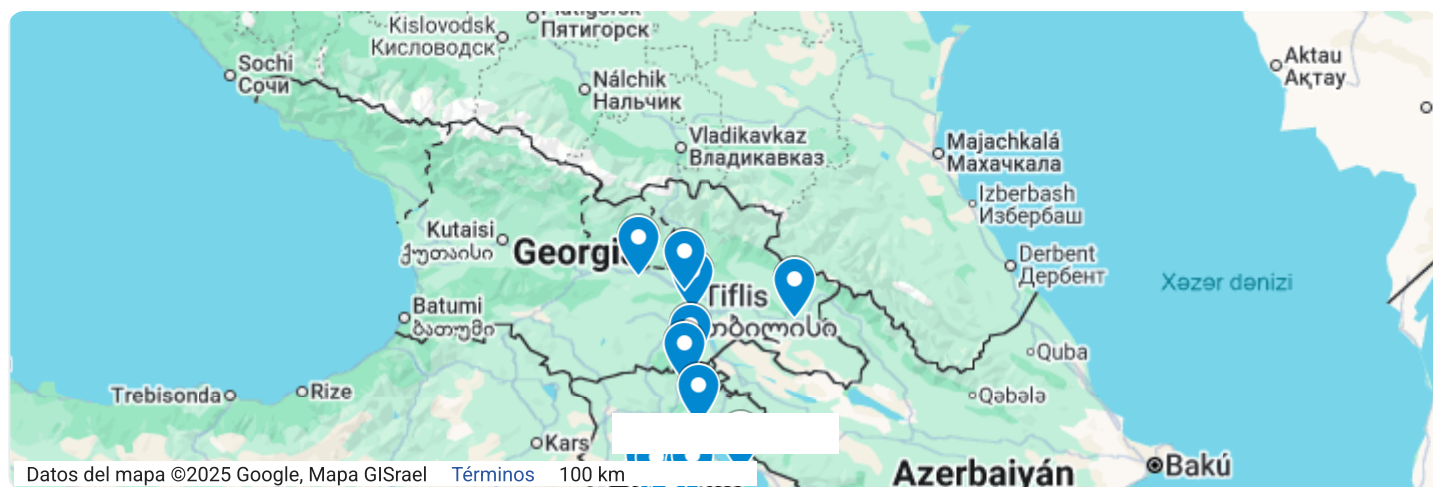 Пятигорск
Kislovodsk
Кисловодск
Sochi
Сочи
Nálchik
Нальчик
Aktau
Ақтау
Vladikavkaz
Владикавказ
Majachkalá
Махачкала
Izberbash
Избербаш
Kutaisi
ქუთაისი
Georgi
Derbent
Дербент
Xəzər dənizi
Tiflis
თბილისი
Batumi
ბათუმი
Quba
Trebisonda
Rize
Qəbələ
Kars
Azerbaiyán
Bakú
Datos del mapa ©2025 Google, Mapa GISrael Términos 100 km